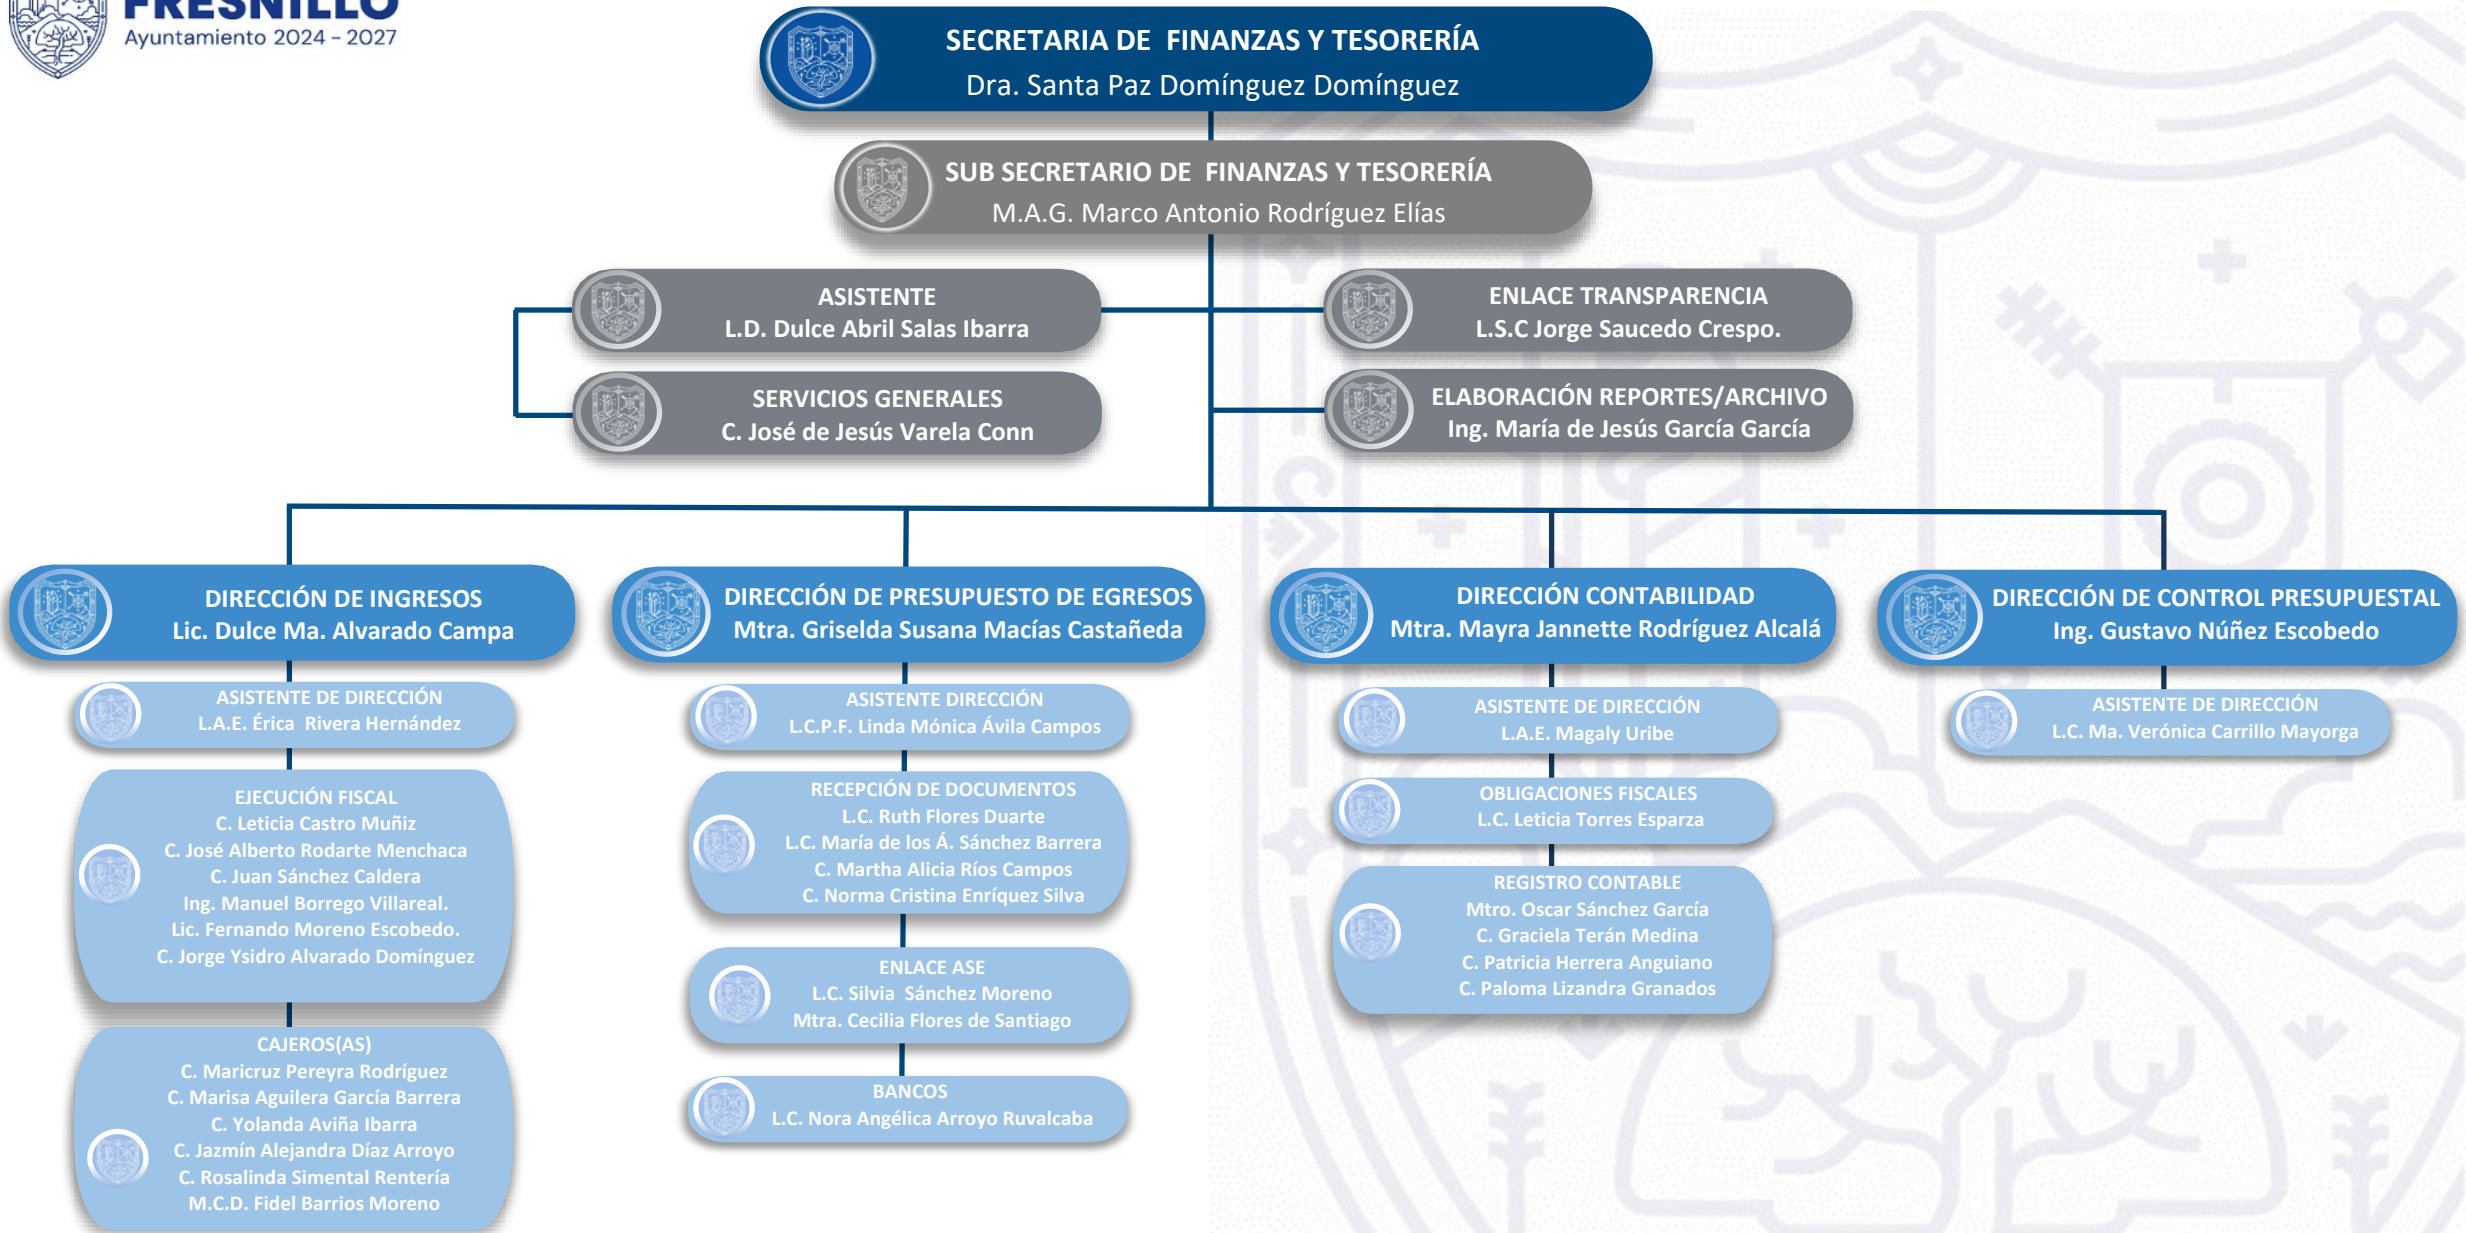 FRESNILLO
Ayuntamiento 2024 - 2027
SECRETARIA DE FINANZAS Y TESORERÍA
Dra. Santa Paz Domínguez Domínguez
SUB SECRETARIO DE FINANZAS Y TESORERÍA
M.A.G. Marco Antonio Rodríguez Elías
ASISTENTE
L.D. Dulce Abril Salas Ibarra
ENLACE TRANSPARENCIA
L.S.C Jorge Saucedo Crespo.
SERVICIOS GENERALES
C. José de Jesús Varela Conn
ELABORACIÓN REPORTES/ARCHIVO
Ing. María de Jesús García García
DIRECCIÓN DE INGRESOS
Lic. Dulce Ma. Alvarado Campa
ASISTENTE DE DIRECCIÓN
L.A.E. Érica Rivera Hernández
EJECUCIÓN FISCAL
C. Leticia Castro Muñiz
C. José Alberto Rodarte Menchaca
C. Juan Sánchez Caldera
Ing. Manuel Borrego Villareal.
Lic. Fernando Moreno Escobedo.
C. Jorge Ysidro Alvarado Domínguez
CAJEROS(AS)
C. Maricruz Pereyra Rodríguez
C. Marisa Aguilera García Barrera
C. Yolanda Aviña Ibarra
C. Jazmín Alejandra Díaz Arroyo
C. Rosalinda Simental Rentería
M.C.D. Fidel Barrios Moreno
DIRECCIÓN DE PRESUPUESTO DE EGRESOS
Mtra. Griselda Susana Macías Castañeda
ASISTENTE DIRECCIÓN
L.C.P.F. Linda Mónica Ávila Campos
RECEPCIÓN DE DOCUMENTOS
L.C. Ruth Flores Duarte
L.C. María de los Á. Sánchez Barrera
C. Martha Alicia Ríos Campos
C. Norma Cristina Enríquez Silva
ENLACE ASE
L.C. Silvia Sánchez Moreno
Mtra. Cecilia Flores de Santiago
BANCOS
L.C. Nora Angélica Arroyo Ruvalcaba
DIRECCIÓN CONTABILIDAD
Mtra. Mayra Jannette Rodríguez Alcalá
ASISTENTE DE DIRECCIÓN
L.A.E. Magaly Uribe
OBLIGACIONES FISCALES
L.C. Leticia Torres Esparza
REGISTRO CONTABLE
Mtro. Oscar Sánchez García
C. Graciela Terán Medina
C. Patricia Herrera Anguiano
C. Paloma Lizandra Granados
DIRECCIÓN DE CONTROL PRESUPUESTAL
Ing. Gustavo Núñez Escobedo
ASISTENTE DE DIRECCIÓN
L.C. Ma. Verónica Carrillo Mayorga